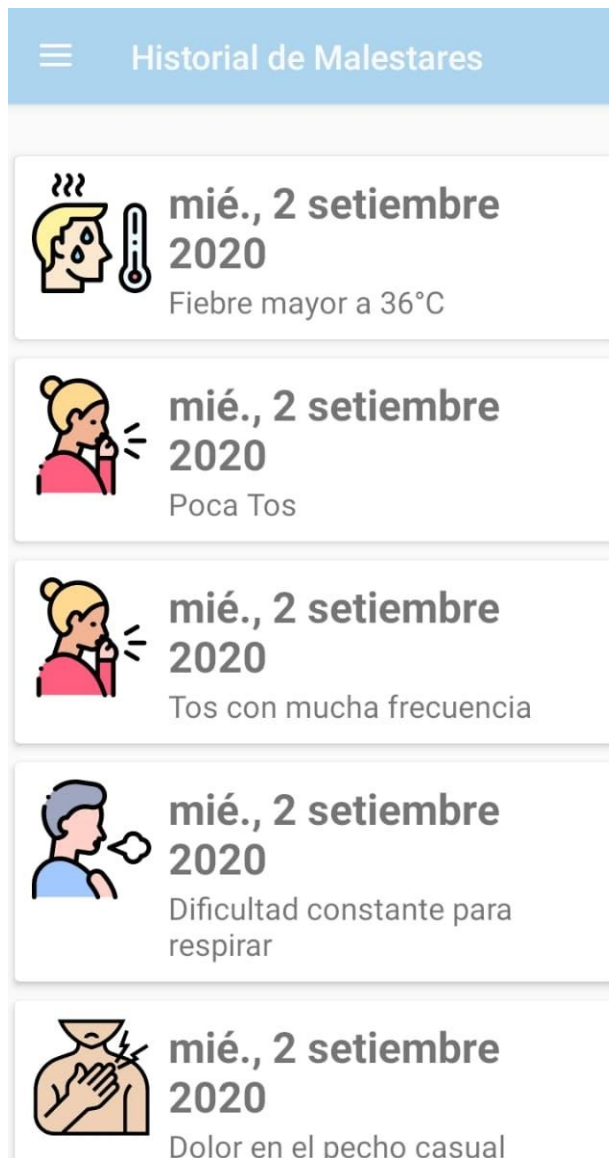 Historial de Malestares
mié., 2 setiembre
2020
Fiebre mayor a 36°C
mié., 2 setiembre
2020
Poca Tos
mié., 2 setiembre
2020
Tos con mucha frecuencia
mié., 2 setiembre
2020
Dificultad constante para
respirar
mié., 2 setiembre
2020
Dolor en el pecho casual